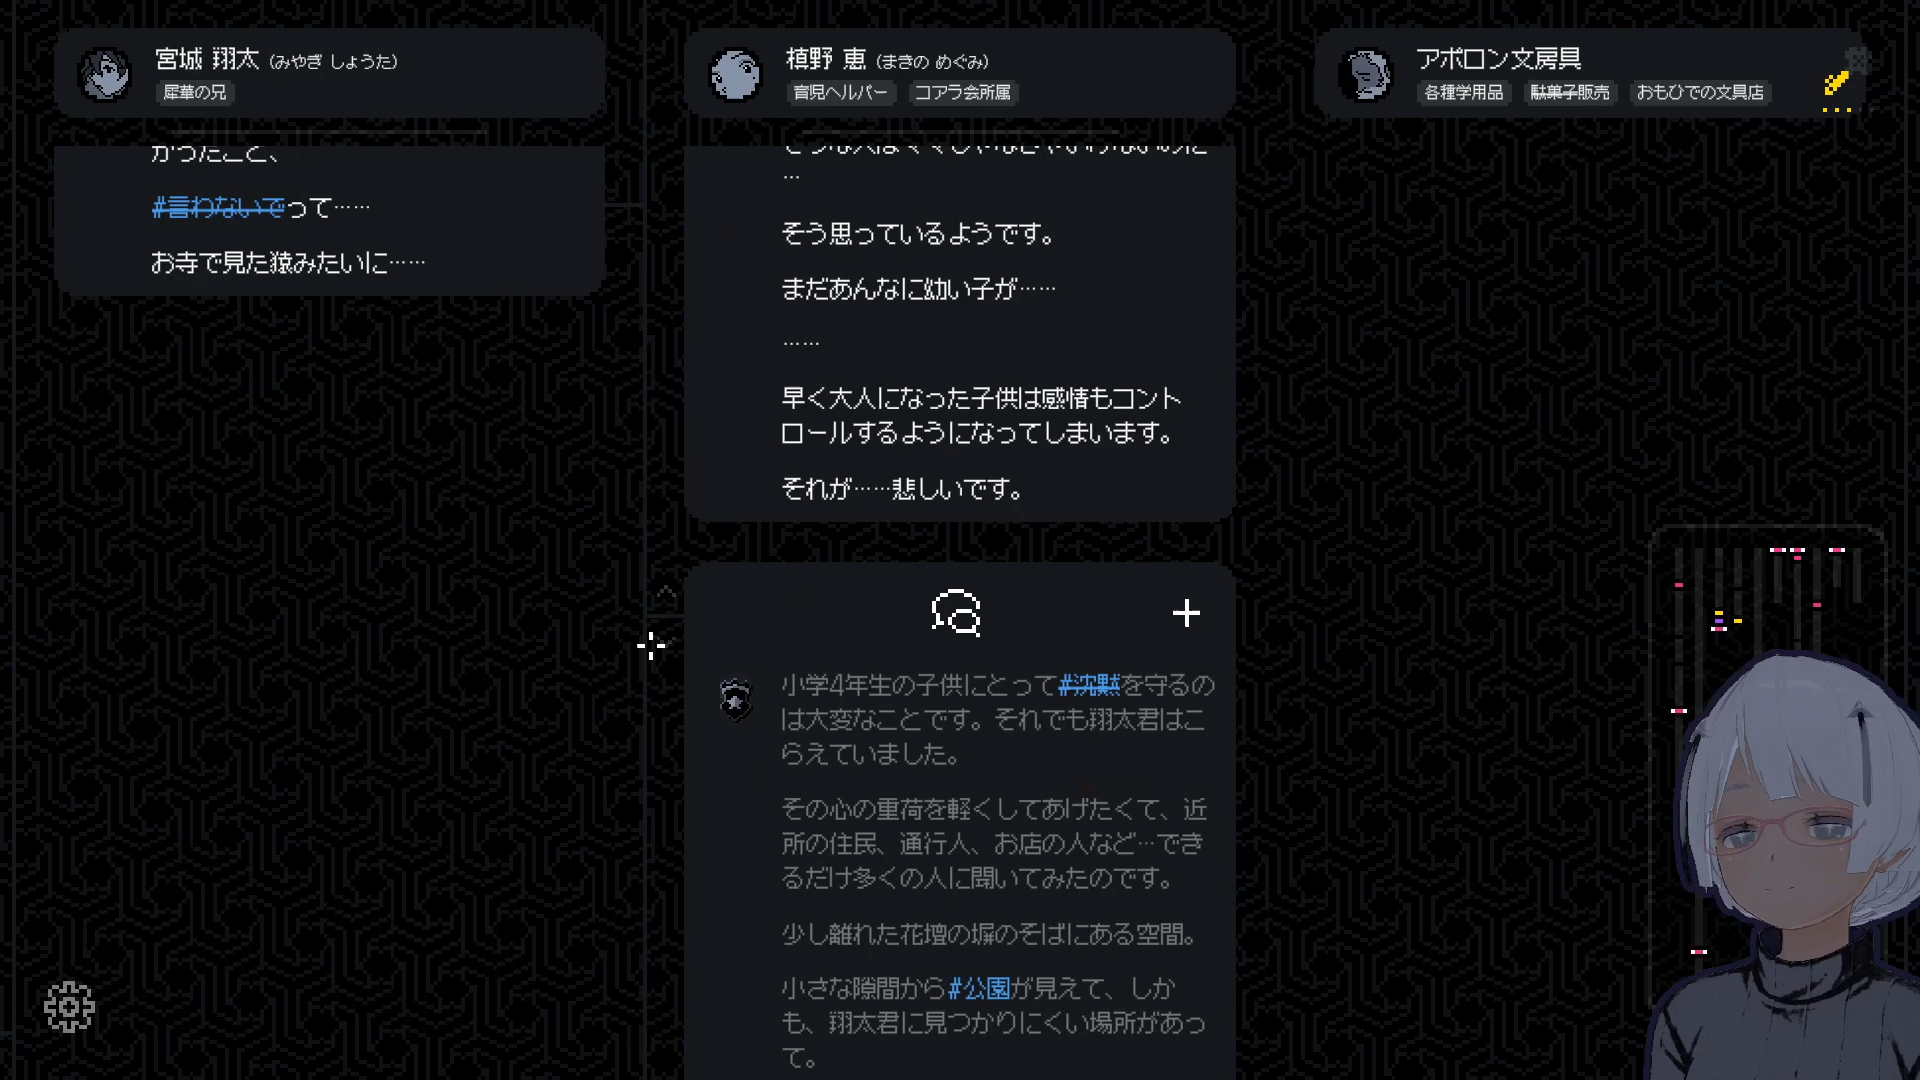 宮城 翔太 (みやぎ しょうた)
犀華の兄
かったこと、
#言わないでって……
お寺で見た猿みたいに……
槙野 恵 (まきの めぐみ)
育児ヘルパー コアラ会所属
…
そう思っているようです。
まだあんなに幼い子が……
……
早く大人になった子供は感情もコント
ロールするようになってしまいます。
それが……悲しいです。
小学4年生の子供にとって#沈黙を守るの
は大変なことです。それでも翔太君はこ
らえていました。
その心の重荷を軽くしてあげたくて、近
所の住民、通行人、お店の人など…でき
るだけ多くの人に聞いてみたのです。
少し離れた花壇の塀のそばにある空間。
小さな隙間から#公園が見えて、しか
も、翔太君に見つかりにくい場所があっ
て。
アポロン文房具
各種学用品 駄菓子販売 おもひでの文具店